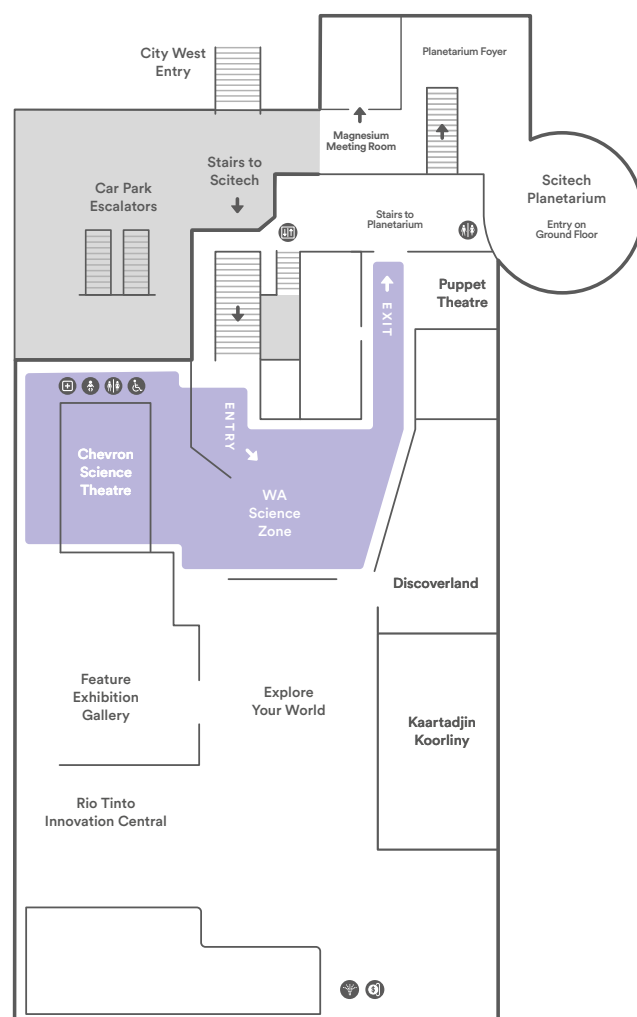 City West
Entry
Planetarium Foyer
Magnesium
Meeting Room
Stairs to
Scitech
Car Park
Escalators
Scitech
Planetarium
Entry on
Ground Floor
Stairs to
Planetarium
Puppet
Theatre
EXIT
ENTRY
Chevron
Science
Theatre
WA
Science
Zone
Discoverland
Feature
Exhibition
Gallery
Explore
Your World
Kaartadjin
Koorliny
Rio Tinto
Innovation Central
$